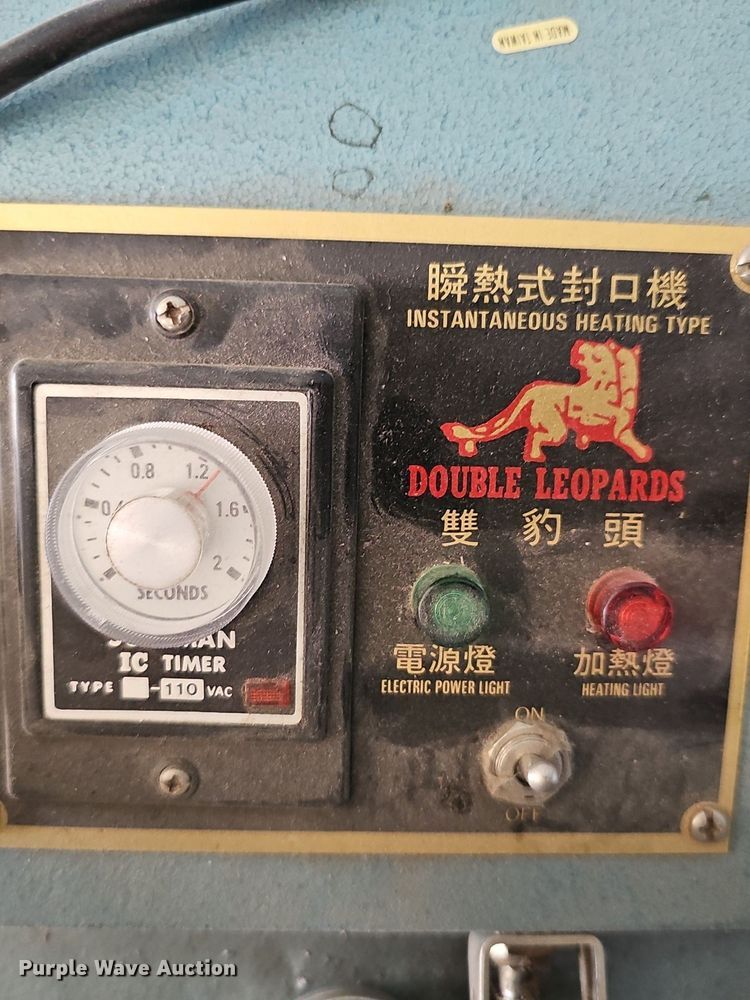 MADE IN TAIWAN
瞬熱式封口機
INSTANTANEOUS HEATING TYPE
DOUBLE LEOPARDS
雙豹頭
0.8 1.2
1.6
2
SECONDS
IC TIMER
TYPE -110 VAC
電源燈
ELECTRIC POWER LIGHT
加熱燈
HEATING LIGHT
ON
OFF
Purple Wave Auction